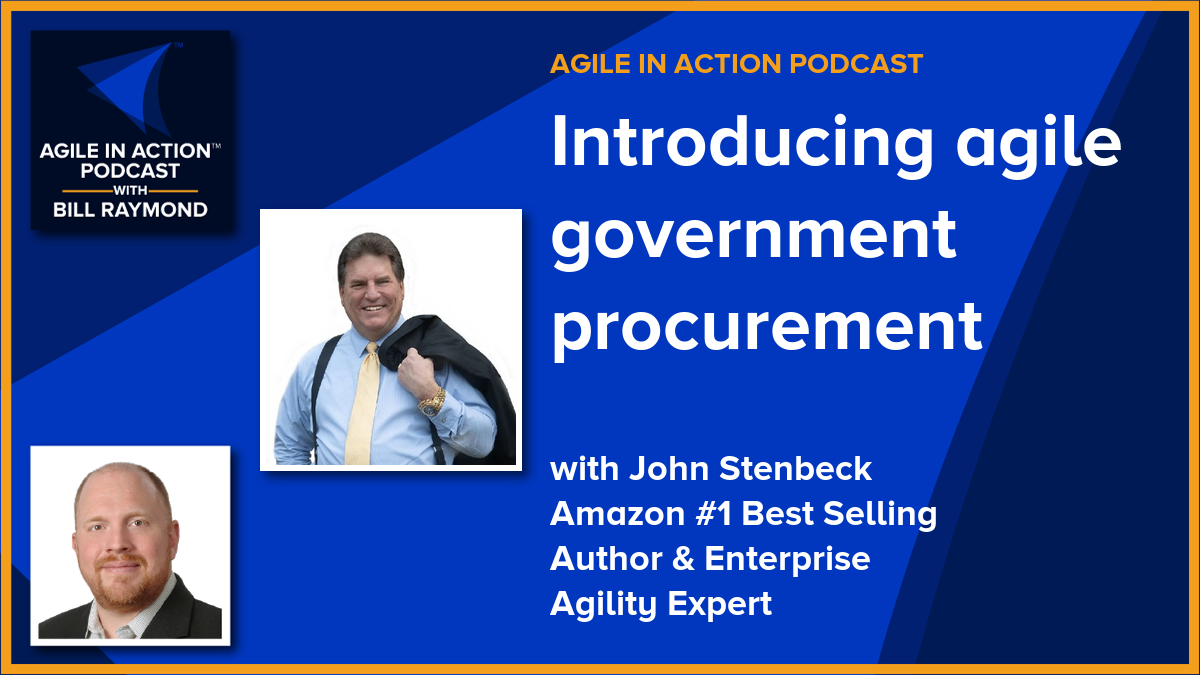 AGILE IN ACTION™
PODCAST
WITH
BILL RAYMOND
AGILE IN ACTION PODCAST
Introducing agile
government
procurement
with John Stenbeck
Amazon #1 Best Selling
Author & Enterprise
Agility Expert